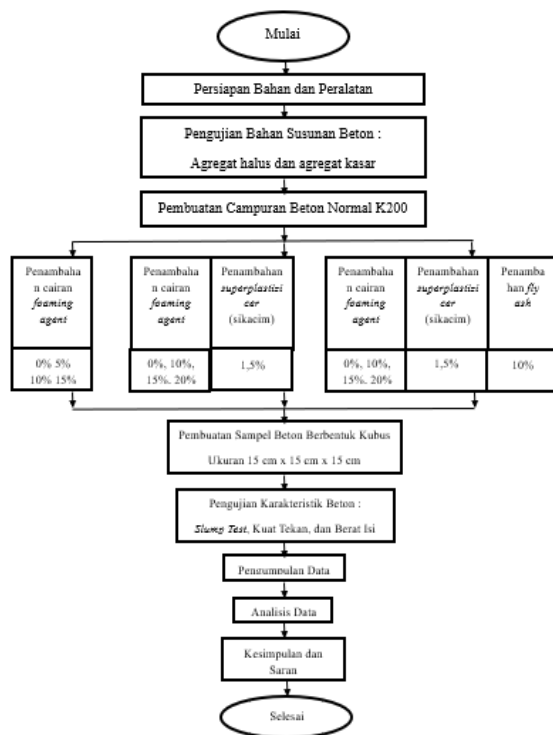 Mulai
Persiapan Bahan dan Peralatan
Pengujian Bahan Susunan Beton :
Agregat halus dan agregat kasar
Pembuatan Campuran Beton Normal K200
Penambaha
n cairan
foaming
agent
0% 5%
10% 15%
Penambaha
n cairan
foaming
agent
0%, 10%,
15%. 20%
Penambahan
superplastizi
cer
(sikacim)
1,5%
Penambahan
n cairan foaming
agent
0%, 10%,
15%. 20%
Penambahan
superplastizi
cer
(sikacim)
1,5%
Penamba
han fly
ash
10%
Pembuatan Sampel Beton Berbentuk Kubus
Ukuran 15 cm x 15 cm x 15 cm
Pengujian Karakteristik Beton :
Slump Test, Kuat Tekan, dan Berat Isi
Pengumpulan Data
Analisis Data
Kesimpulan dan
Saran
Selesai